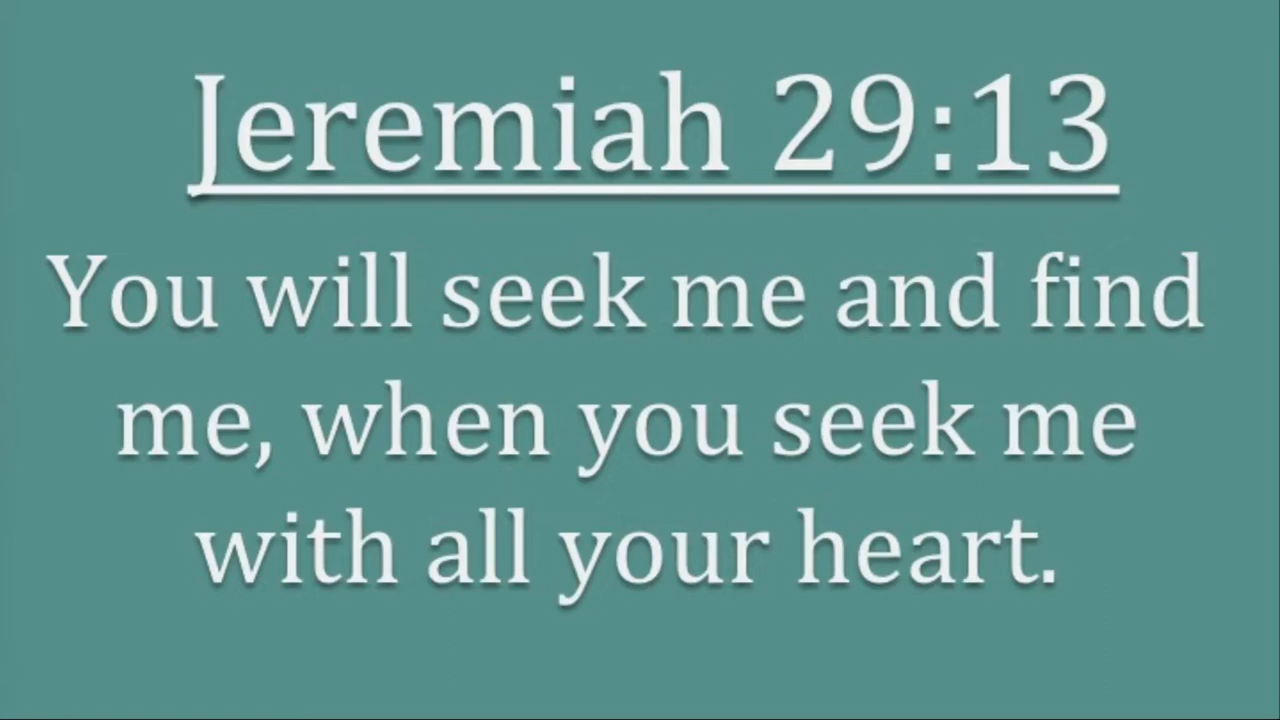 Jeremiah 29:13
You will seek me and find
me, when you seek me
with all your heart.